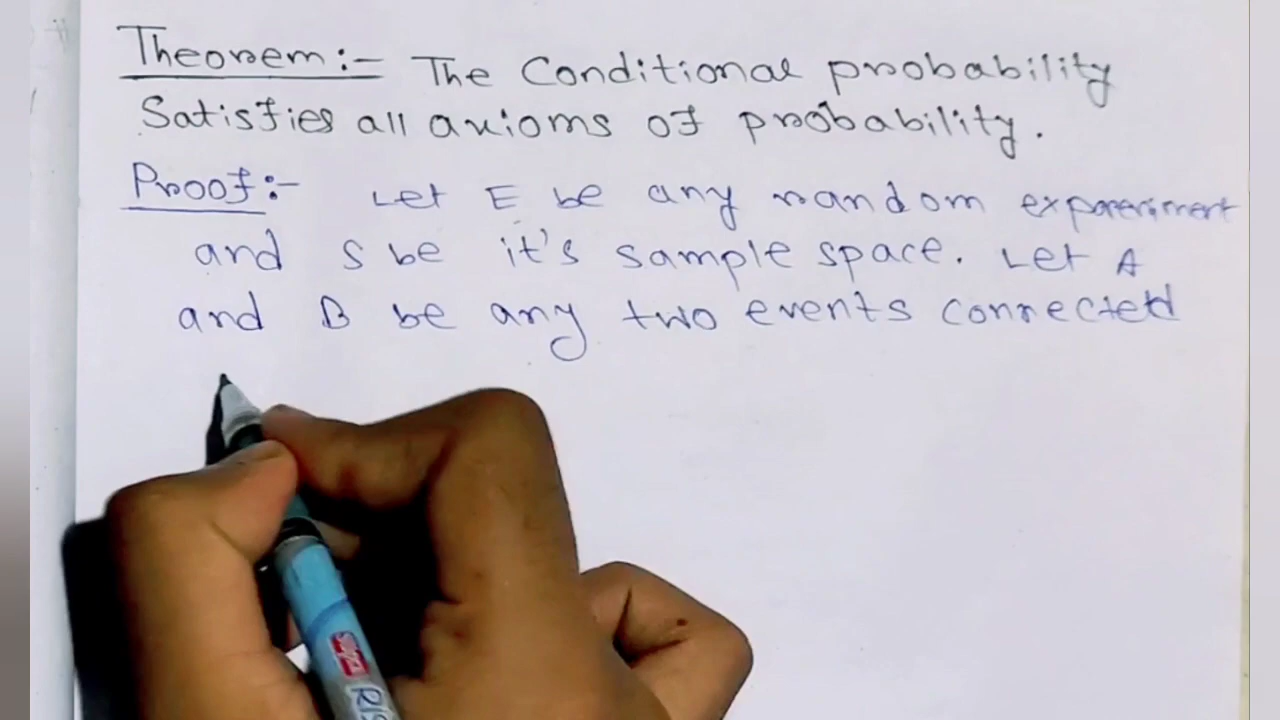 Theorem :- The Conditional probability
Satisfies all axioms of probability.
Proof :- Let E be any random
and S be it's sample space. Let A
and B be any two events connected